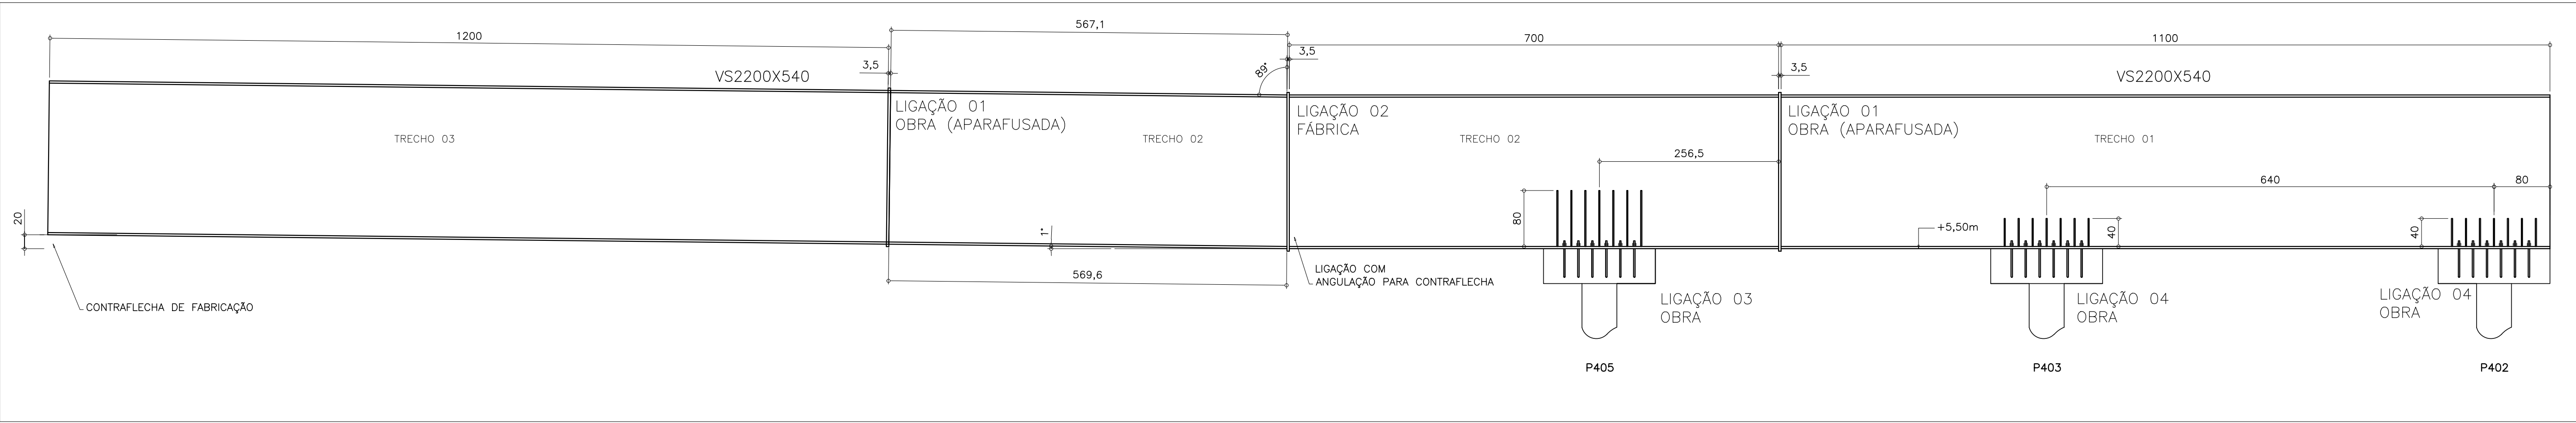 567,1
1200
700
1100
3,5
3,5
3,5
89°
VS2200X540
VS2200X540
LIGAÇÃO 01
OBRA (APARAFUSADA)
LIGAÇÃO 02
FÁBRICA
LIGAÇÃO 01
OBRA (APARAFUSADA)
TRECHO 03
TRECHO 02
TRECHO 02
TRECHO 01
256,5
640
80
80
20
1°
+5,50m
40
40
569,6
LIGAÇÃO COM
ANGULAÇÃO PARA CONTRAFLECHA
CONTRAFLECHA DE FABRICAÇÃO
LIGAÇÃO 03
OBRA
LIGAÇÃO 04
OBRA
LIGAÇÃO 04
OBRA
P405
P403
P402